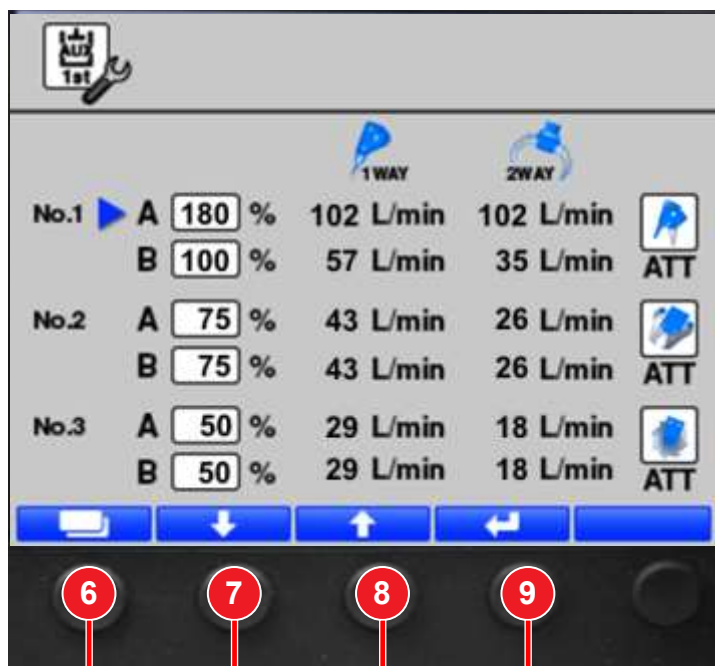 AUX
1st
1WAY 2WAY
No.1 A 180 % 102 L/min 102 L/min
B 100 % 57 L/min 35 L/min ATT
No.2 A 75 % 43 L/min 26 L/min
B 75 % 43 L/min 26 L/min ATT
No.3 A 50 % 29 L/min 18 L/min
B 50 % 29 L/min 18 L/min ATT
6 7 8 9